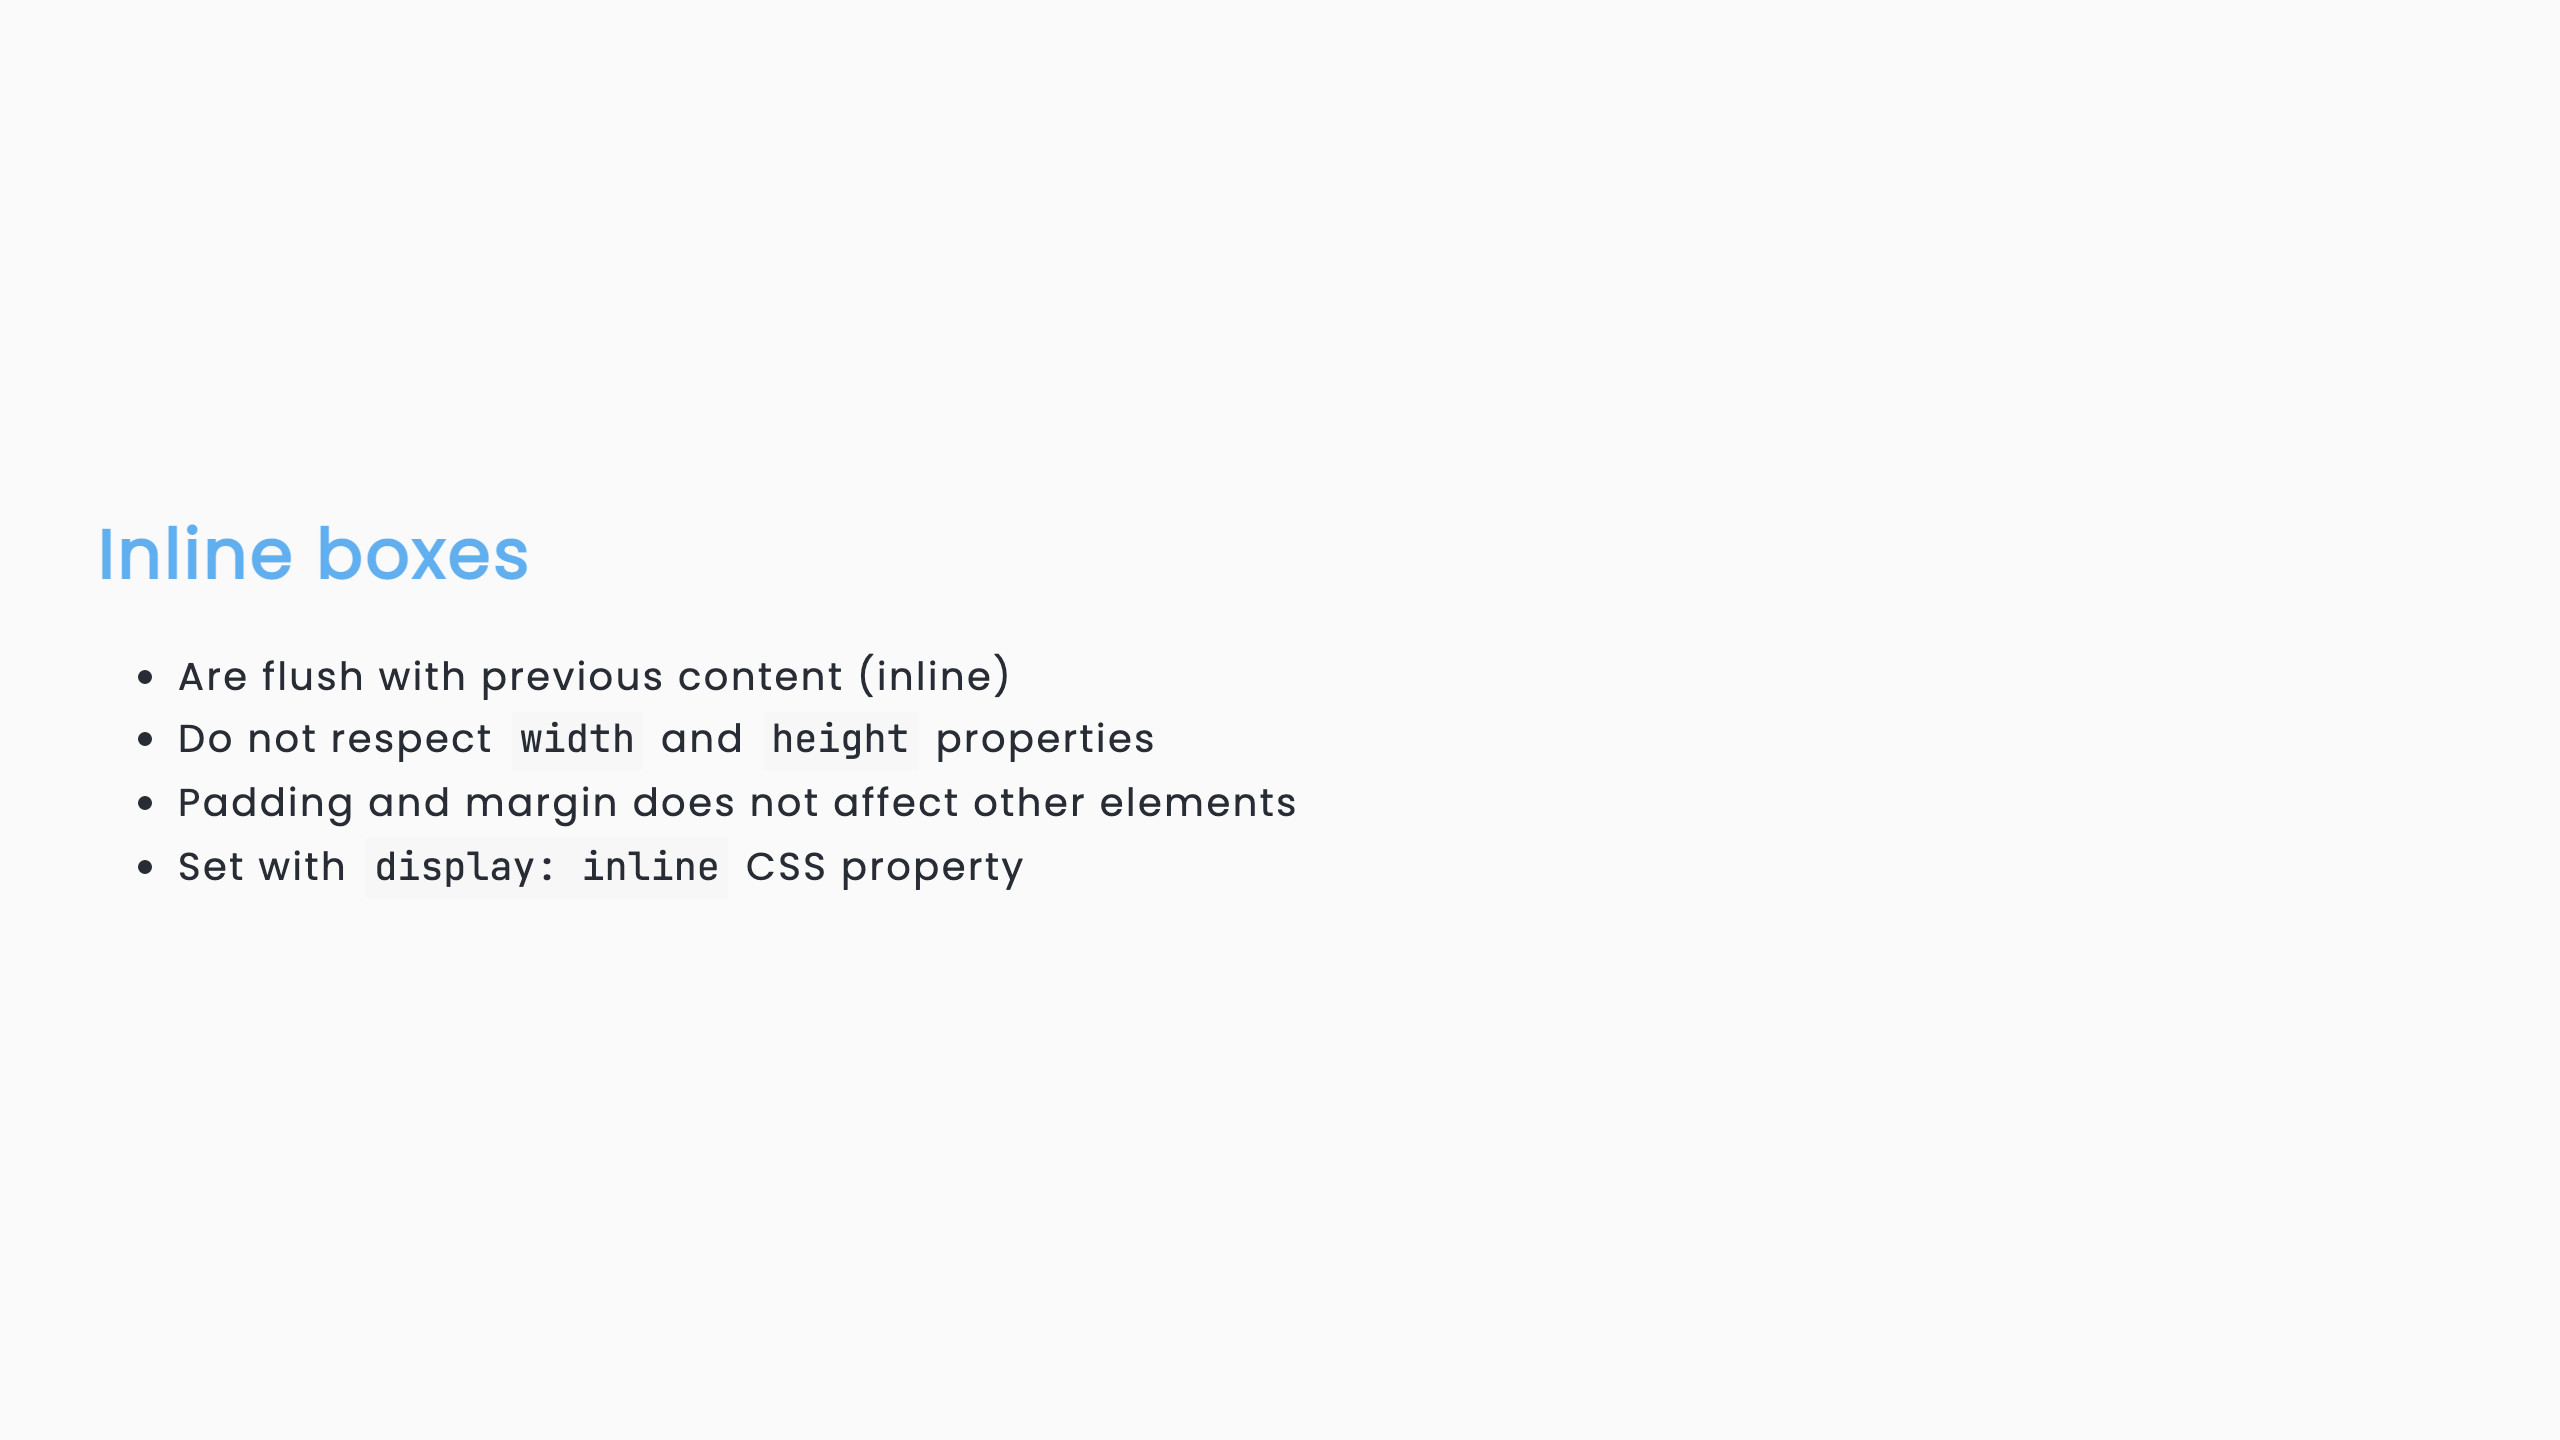 Inline boxes
Are flush with previous content (inline)
Do not respect width and height properties
Padding and margin does not affect other elements
Set with display: inline CSS property